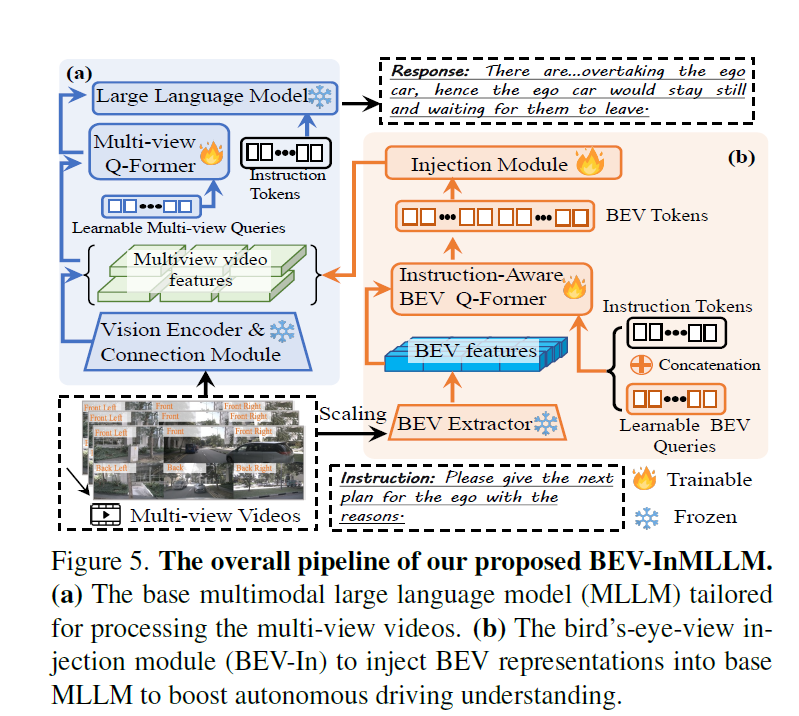 (a)
Large Language Model
Multi-view
Q-Former
Instruction
Tokens
Learnable Multi-view Queries
Multiview video
features
Vision Encoder &
Connection Module
Response: There are...overtaking the ego
car, hence the ego car would stay still
and waiting for them to leave.
(b)
Injection Module
BEV Tokens
Instruction-Aware
BEV Q-Former
Instruction Tokens
Concatenation
Learnable BEV
Queries
BEV features
BEV Extractor
Scaling
Front Left
Front
Front Right
Front Left
Front
Front Right
Front Left
Front
Front Right
Back Left
Back
Back Right
Multi-view Videos
Instruction: Please give the next
plan for the ego with the
reasons.
Trainable
Frozen
Figure 5. The overall pipeline of our proposed BEV-InMLLM.
(a) The base multimodal large language model (MLLM) tailored
for processing the multi-view videos. (b) The bird's-eye-view in-
jection module (BEV-In) to inject BEV representations into base
MLLM to boost autonomous driving understanding.